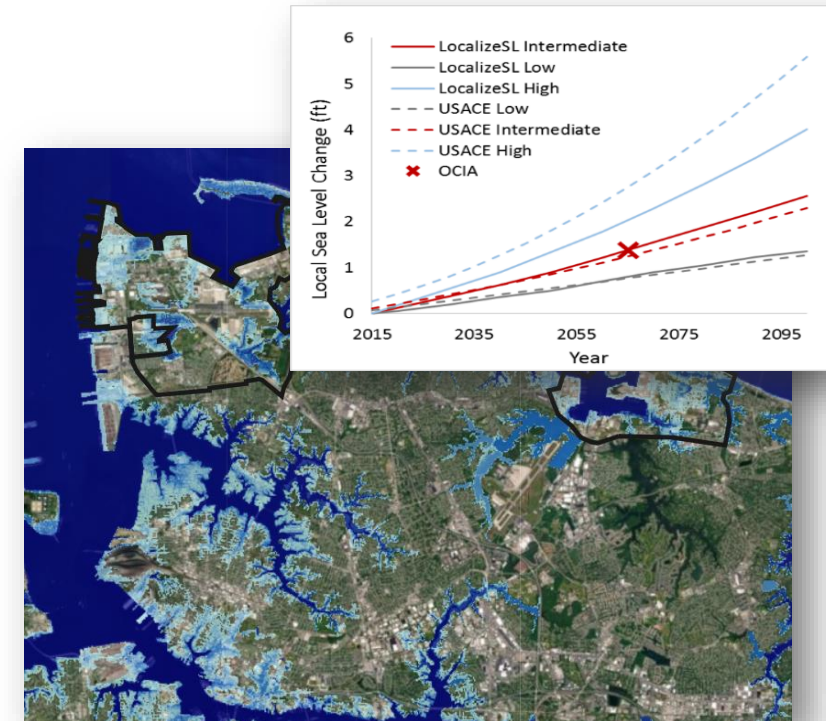 6
5
4
3
2
1
0
Local Sea Level Change (ft)
LocalizeSL Intermediate
LocalizeSL Low
LocalizeSL High
USACE Low
USACE Intermediate
USACE High
OCIA
2015 2035 2055 2075 2095
Year